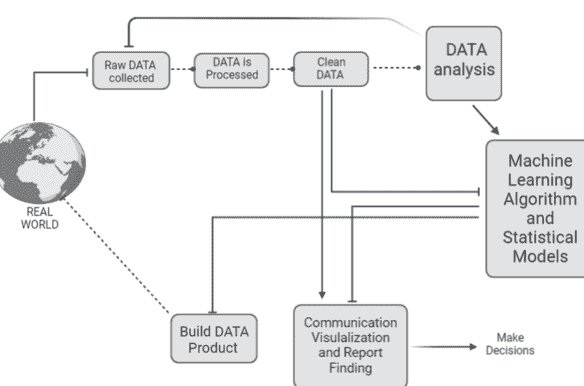 Raw DATA
collected
DATA is
Processed
Clean
DATA
DATA
analysis
REAL
WORLD
Machine
Learning
Algorithm
and
Statistical
Models
Build DATA
Product
Communication
Visulalization
and Report
Finding
Make
Decisions